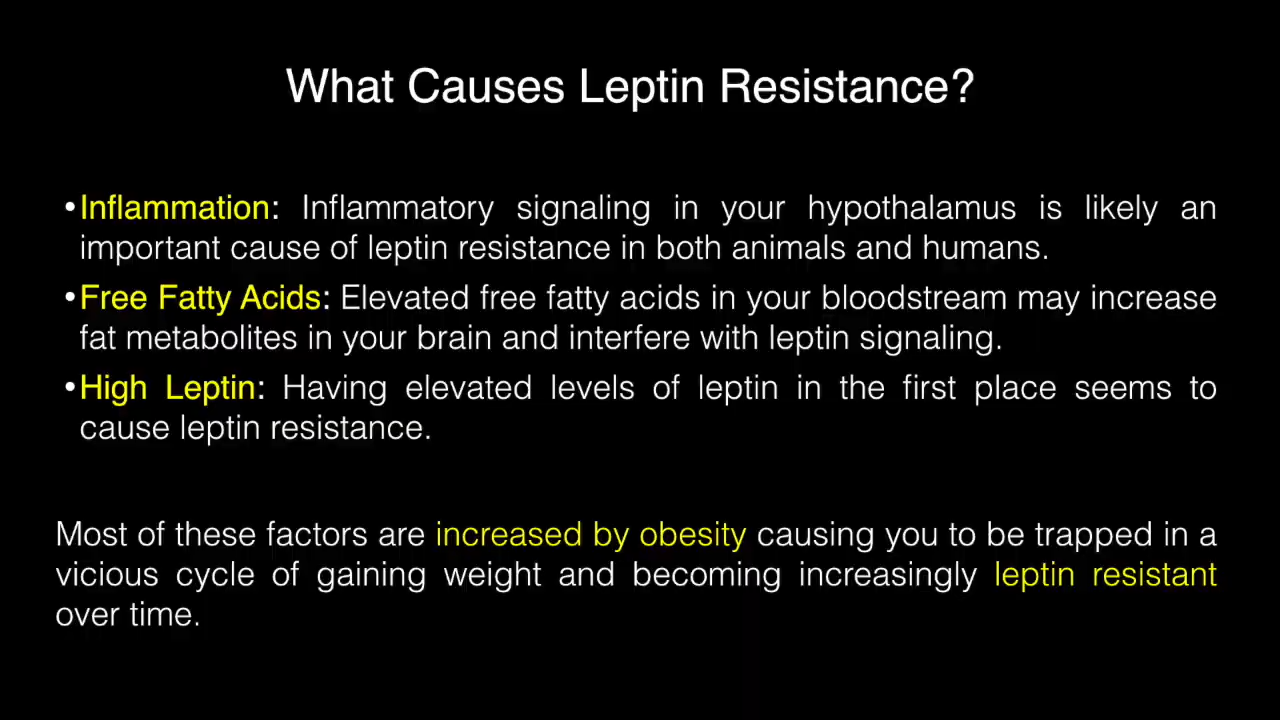 What Causes Leptin Resistance?
•Inflammation: Inflammatory signaling in your hypothalamus is likely an
important cause of leptin resistance in both animals and humans.
•Free Fatty Acids: Elevated free fatty acids in your bloodstream may increase
fat metabolites in your brain and interfere with leptin signaling.
•High Leptin: Having elevated levels of leptin in the first place seems to
cause leptin resistance.
Most of these factors are increased by obesity causing you to be trapped in a
vicious cycle of gaining weight and becoming increasingly leptin resistant
over time.